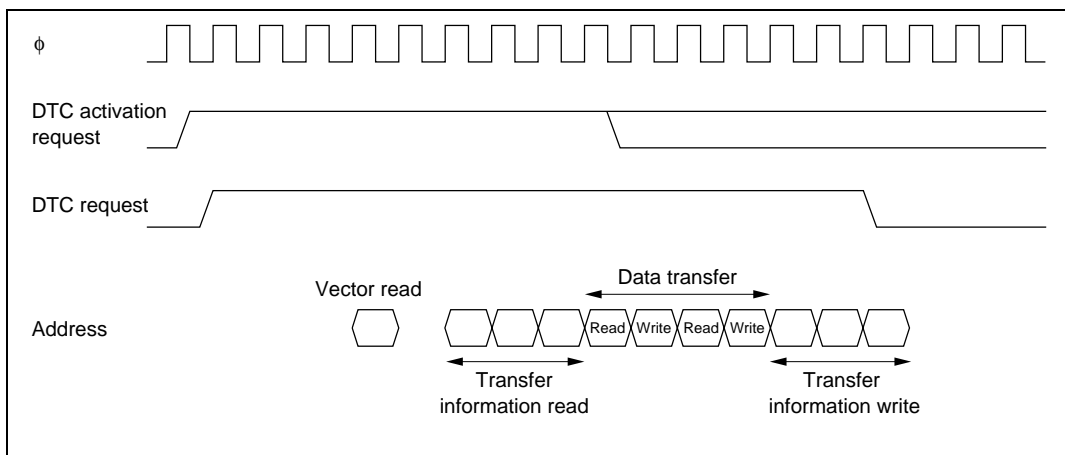 ϕ
DTC activation
request
DTC request
Data transfer
Vector read
Address
Read Write Read Write
Transfer
information read
Transfer
information write